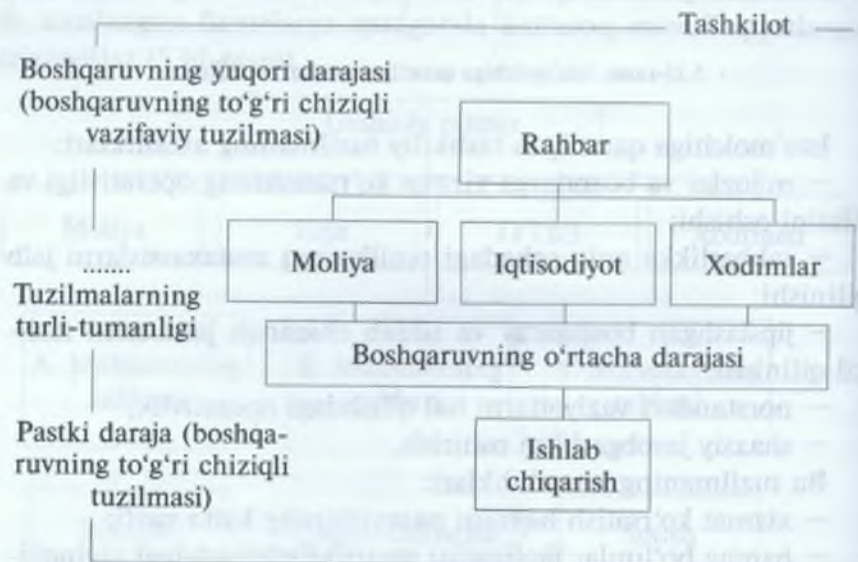 Tashkilot
Boshqaruvning yuqori darajasi
(boshqaruvning to‘g‘ri chiziqli
vazifaviy tuzilmasi)
Rahbar
Moliya
Iqtisodiyot
Xodimlar
........
Tuzilmalarning
turli-tumanligi
Boshqaruvning o‘rtacha darajasi
Pastki daraja (boshqa-
ruvning to‘g‘ri chiziqli
tuzilmasi)
Ishlab
chiqarish